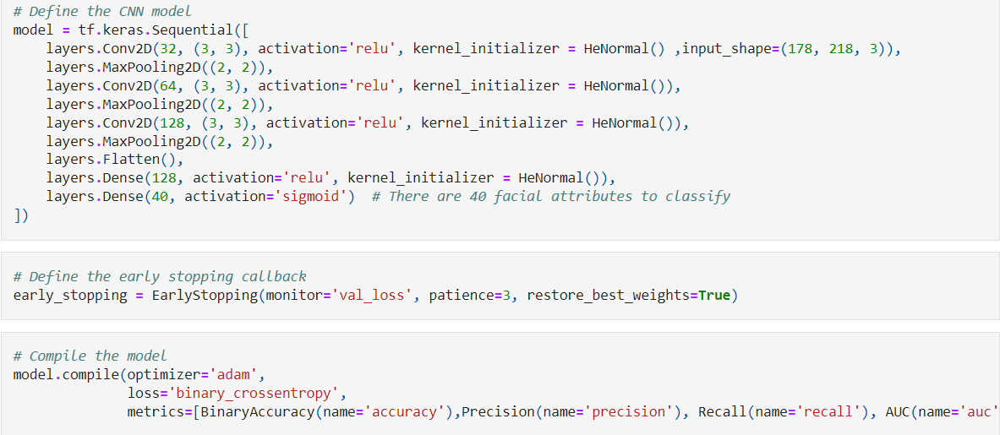 # Define the CNN model
model = tf.keras.Sequential([
    layers.Conv2D(32, (3, 3), activation='relu', kernel_initializer = HeNormal() ,input_shape=(178, 218, 3)),
    layers.MaxPooling2D((2, 2)),
    layers.Conv2D(64, (3, 3), activation='relu', kernel_initializer = HeNormal()),
    layers.MaxPooling2D((2, 2)),
    layers.Conv2D(128, (3, 3), activation='relu', kernel_initializer = HeNormal()),
    layers.MaxPooling2D((2, 2)),
    layers.Flatten(),
    layers.Dense(128, activation='relu', kernel_initializer = HeNormal()),
    layers.Dense(40, activation='sigmoid')  # There are 40 facial attributes to classify
])
# Define the early stopping callback
early_stopping = EarlyStopping(monitor='val_loss', patience=3, restore_best_weights=True)
# Compile the model
model.compile(optimizer='adam',
              loss='binary_crossentropy',
              metrics=[BinaryAccuracy(name='accuracy'),Precision(name='precision'), Recall(name='recall'), AUC(name='auc'